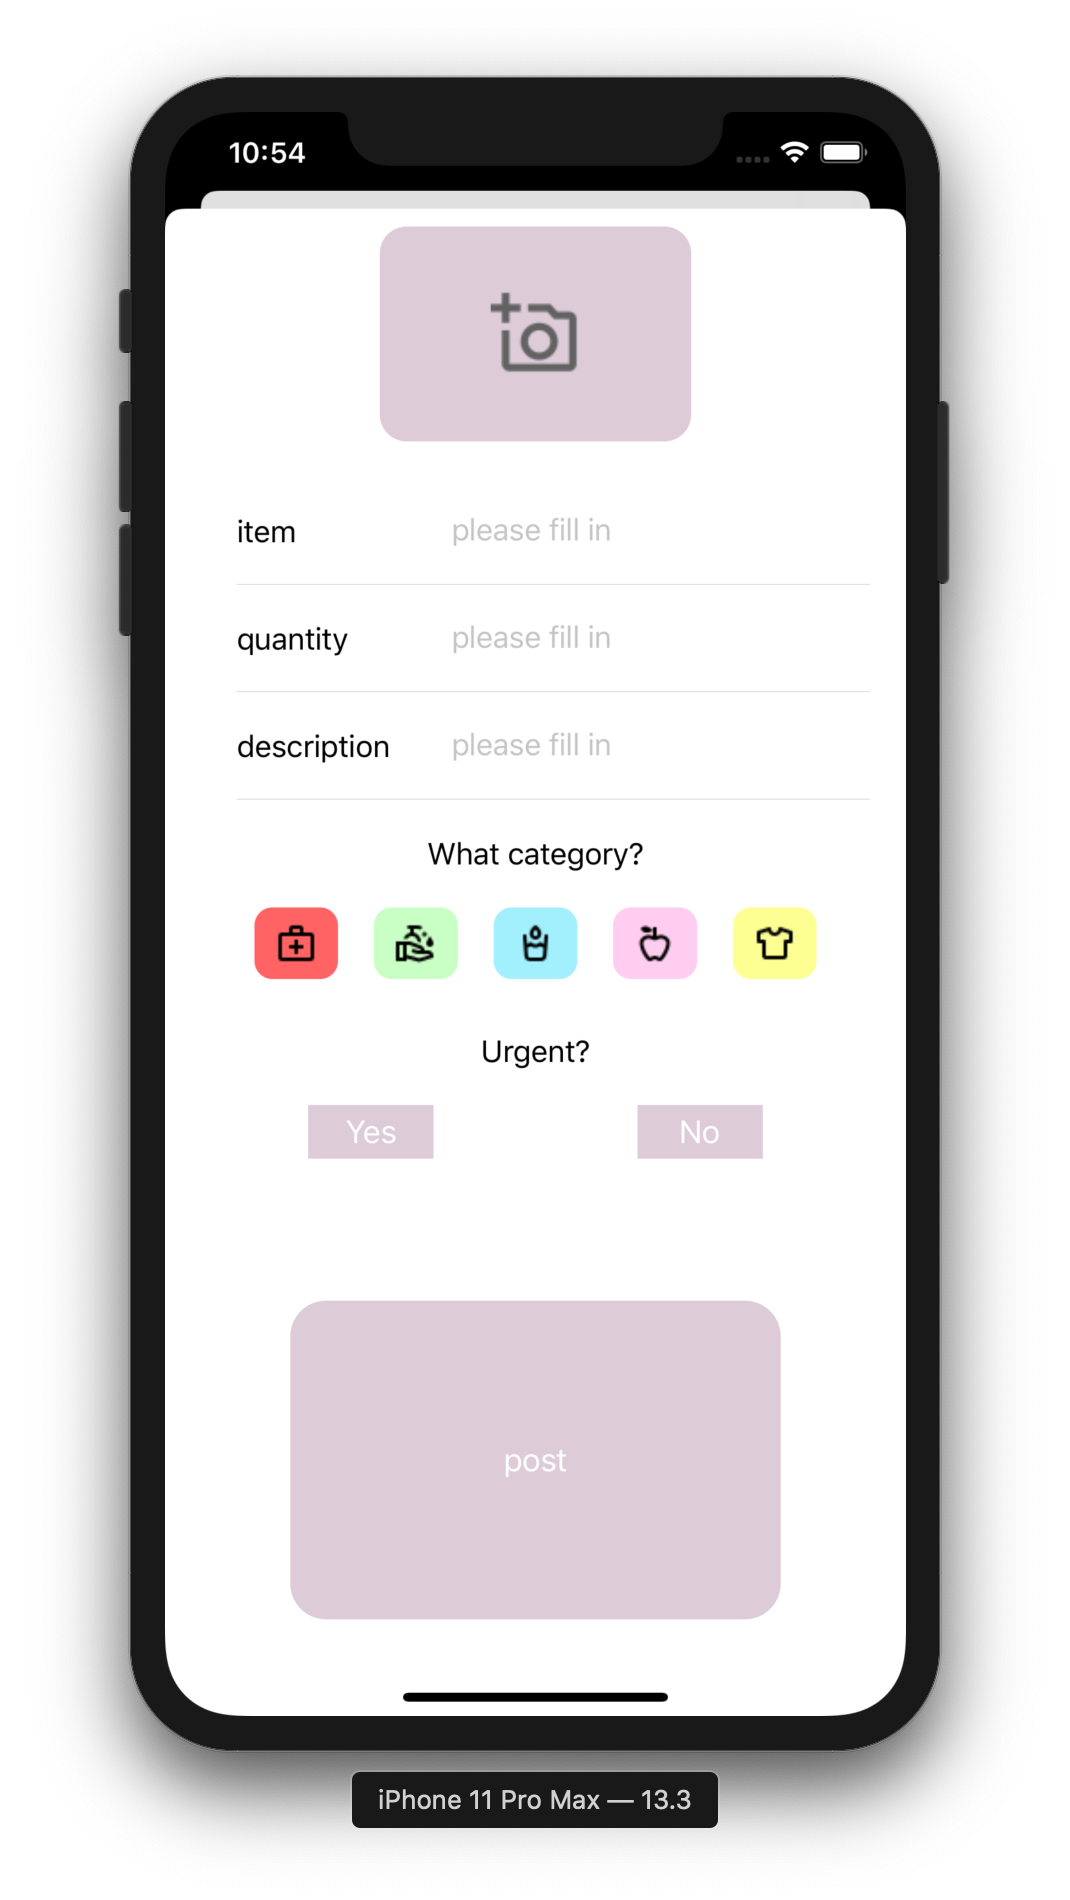 10:54
item please fill in
quantity please fill in
description please fill in
What category?
Urgent?
Yes No
post
iPhone 11 Pro Max — 13.3